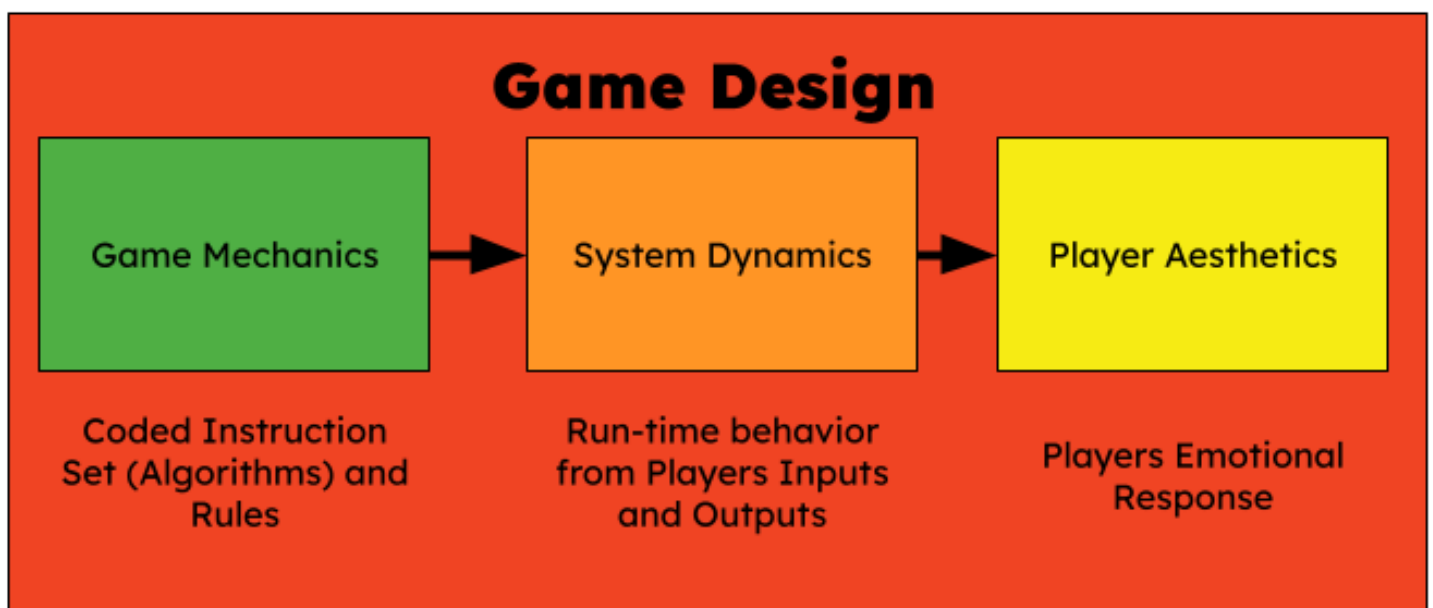 Game Design
Game Mechanics
System Dynamics
Player Aesthetics
Coded Instruction
Set (Algorithms) and
Rules
Run-time behavior
from Players Inputs
and Outputs
Players Emotional
Response